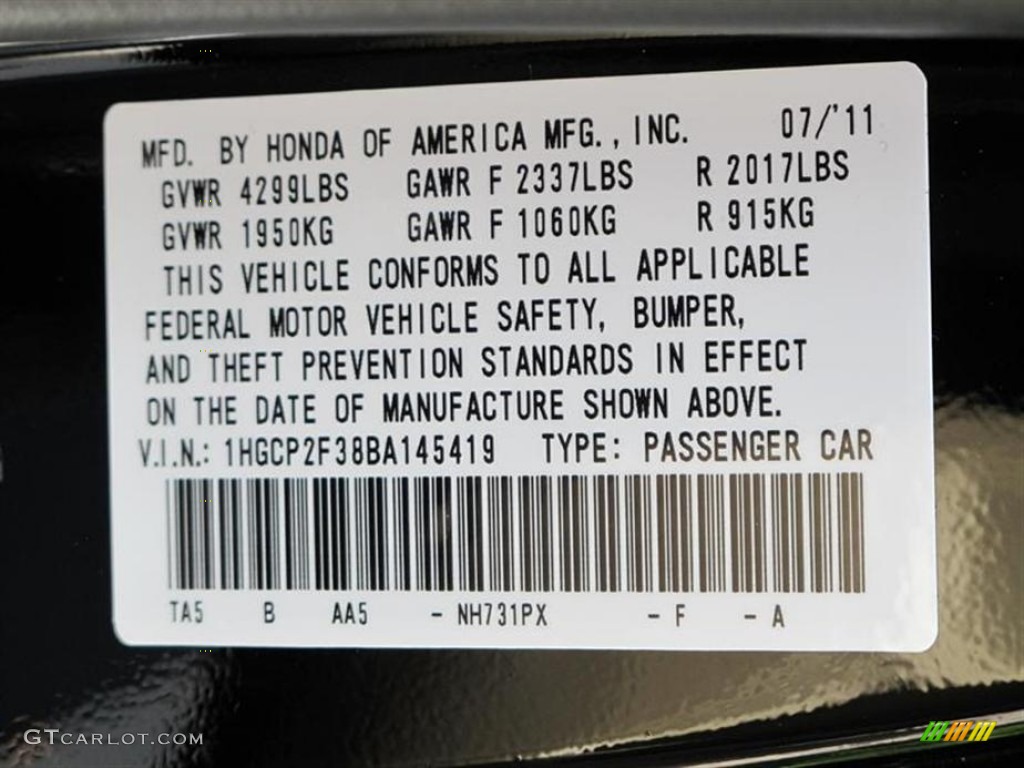 MFD. BY HONDA OF AMERICA MFG., INC. 07/'11
GVWR 4299LBS GAWR F 2337LBS R 2017LBS
GVWR 1950KG GAWR F 1060KG R 915KG
THIS VEHICLE CONFORMS TO ALL APPLICABLE
FEDERAL MOTOR VEHICLE SAFETY, BUMPER,
AND THEFT PREVENTION STANDARDS IN EFFECT
ON THE DATE OF MANUFACTURE SHOWN ABOVE.
V.I.N.: 1HGCP2F38BA145419 TYPE: PASSENGER CAR
TA5 B AA5 - NH731PX - F - A
GTCARLOT.COM